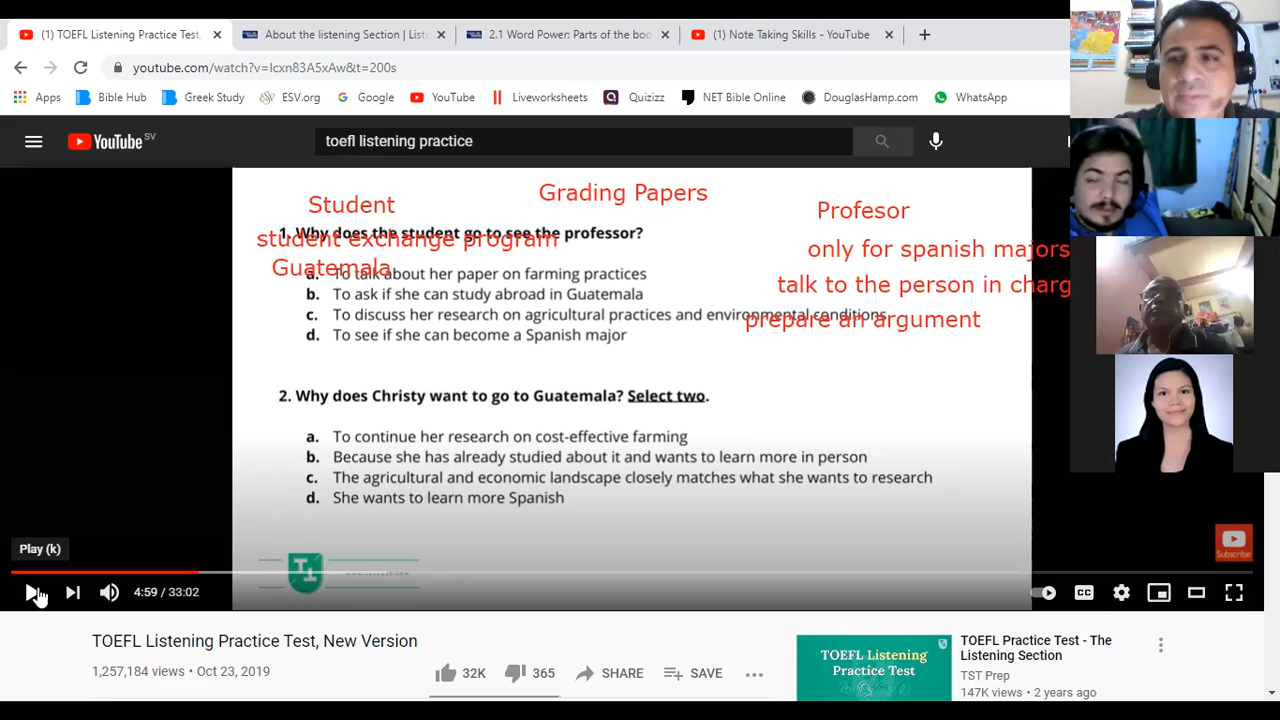 (1) TOEFL Listening Practice Test,
About the listening Section [
2.1 Word Power: Parts of the bo
(1) Note Taking Skills - YouTube
youtube.com/watch?v=lcxn83A5xAw&t=200s
Apps
Bible Hub
Greek Study
ESV.org
Google
YouTube
Liveworksheets
Quizizz
NET Bible Online
DouglasHamp.com
WhatsApp
YouTube SV
toefl listening practice
Grading Papers
Student
student exchange program
Guatemala
Profesor
only for spanish majors
talk to the person in charg
prepare an argument
1. Why does the student go to see the professor?
a. To talk about her paper on farming practices
b. To ask if she can study abroad in Guatemala
c. To discuss her research on agricultural practices and environmental conditions
d. To see if she can become a Spanish major
2. Why does Christy want to go to Guatemala? Select two.
a. To continue her research on cost-effective farming
b. Because she has already studied about it and wants to learn more in person
c. The agricultural and economic landscape closely matches what she wants to research
d. She wants to learn more Spanish
Subscribe
Play (k)
4:59 / 33:02
CC
TOEFL Listening Practice Test, New Version
1,257,184 views • Oct 23, 2019
32K
365
SHARE
SAVE
TOEFL Listening
Practice Test
TOEFL Practice Test - The
Listening Section
TST Prep
147K views • 2 years ago